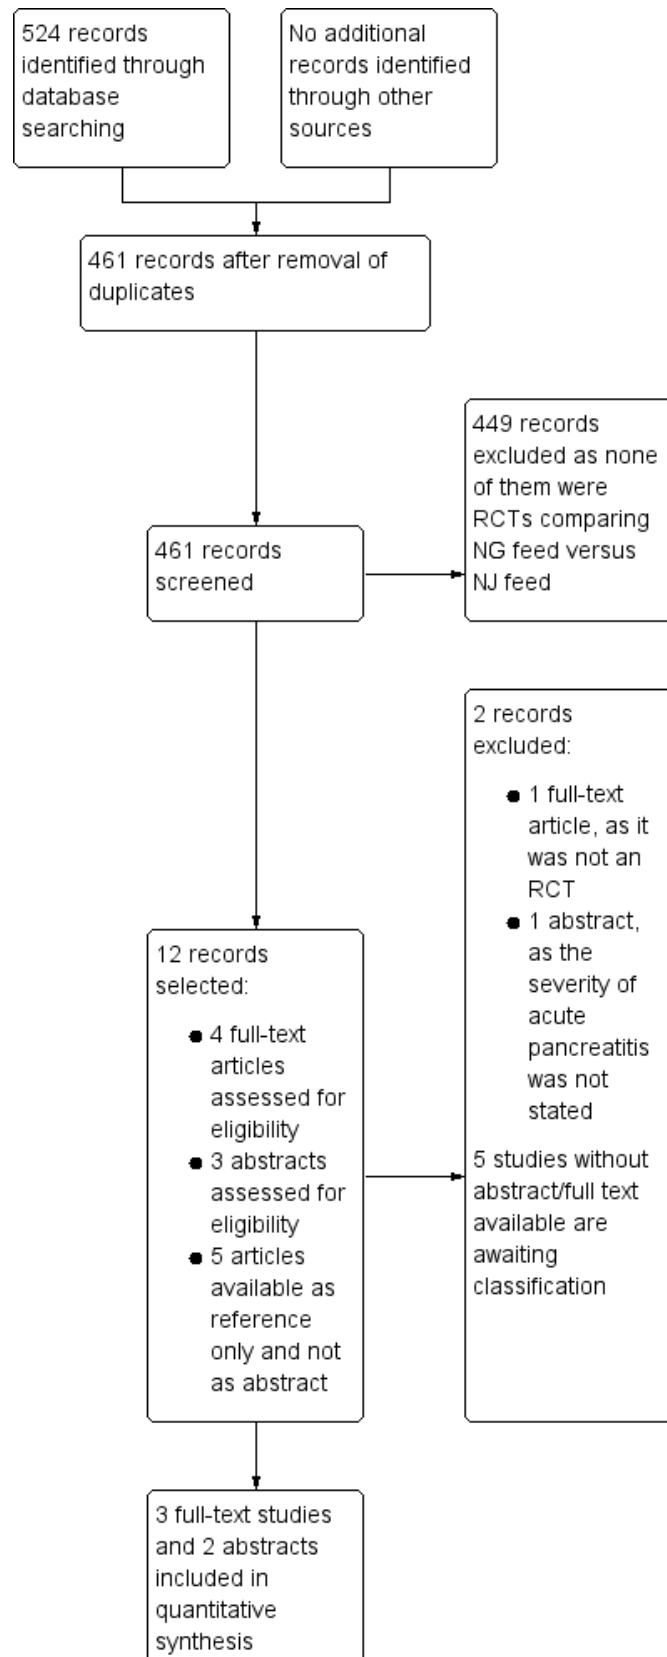 524 records
identified through
database
searching
No additional
records identified
through other
sources
461 records after removal of
duplicates
449 records
excluded as none
of them were
RCTs comparing
NG feed versus
NJ feed
461 records
screened
2 records
excluded:
● 1 full-text
article, as it
was not an
RCT
● 1 abstract,
as the
severity of
acute
pancreatitis
was not
stated
5 studies without
abstract/full text
available are
awaiting
classification
12 records
selected:
● 4 full-text
articles
assessed for
eligibility
● 3 abstracts
assessed for
eligibility
● 5 articles
available as
reference
only and not
as abstract
3 full-text studies
and 2 abstracts
included in
quantitative
synthesis